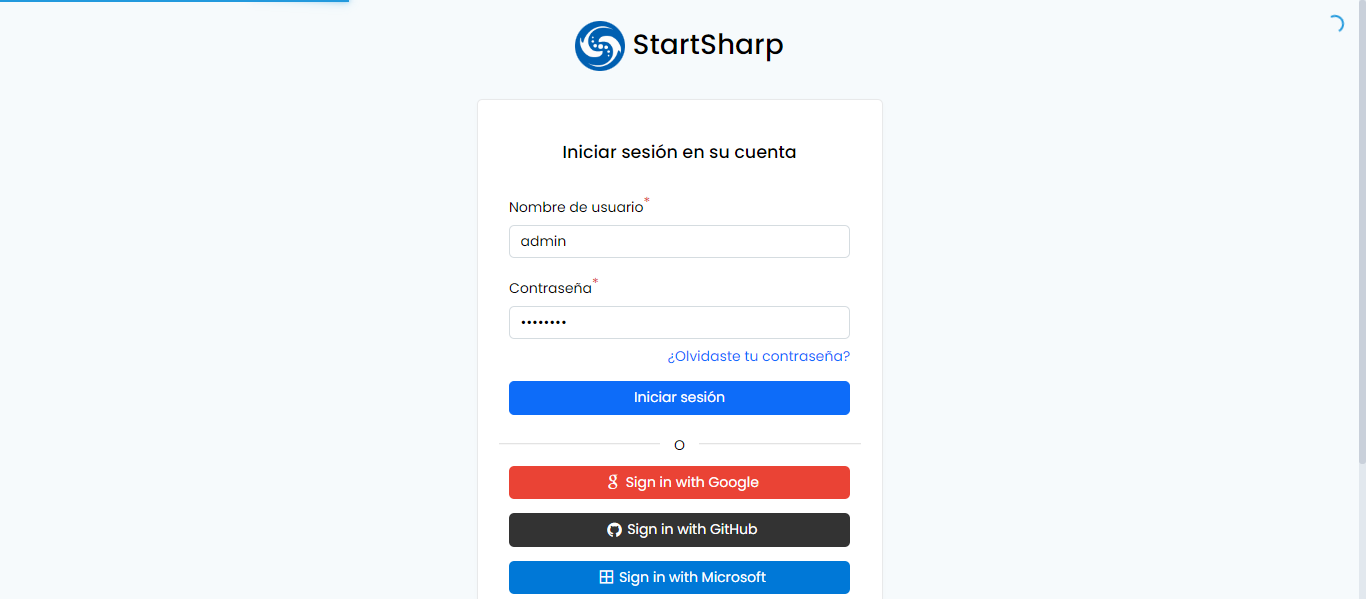 StartSharp
Iniciar sesión en su cuenta
Nombre de usuario*
admin
Contraseña*
••••••••
¿Olvidaste tu contraseña?
Iniciar sesión
O
Sign in with Google
Sign in with GitHub
Sign in with Microsoft